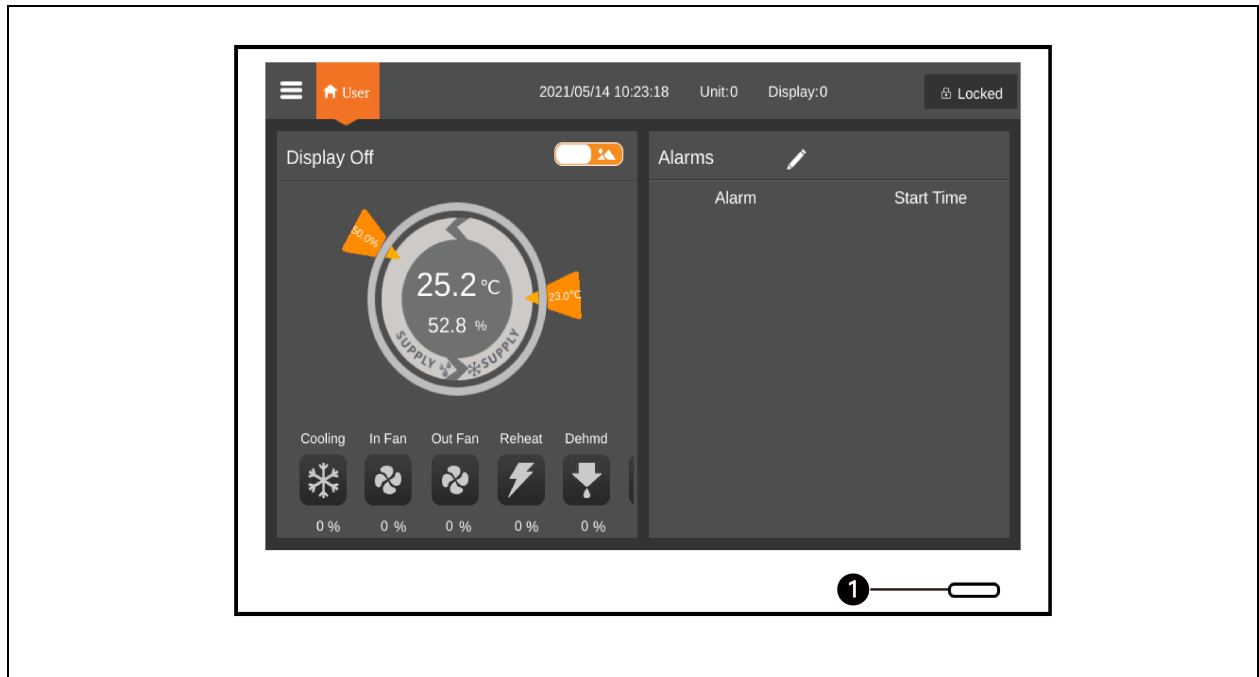 User
2021/05/14 10:23:18 Unit:0 Display:0
Locked
Display Off
50.0%
23.0°C
25.2 °C
52.8 %
SUPPLY
SUPPLY
Cooling In Fan Out Fan Reheat Dehmd
0 % 0 % 0 % 0 % 0 %
Alarms
Alarm Start Time
1